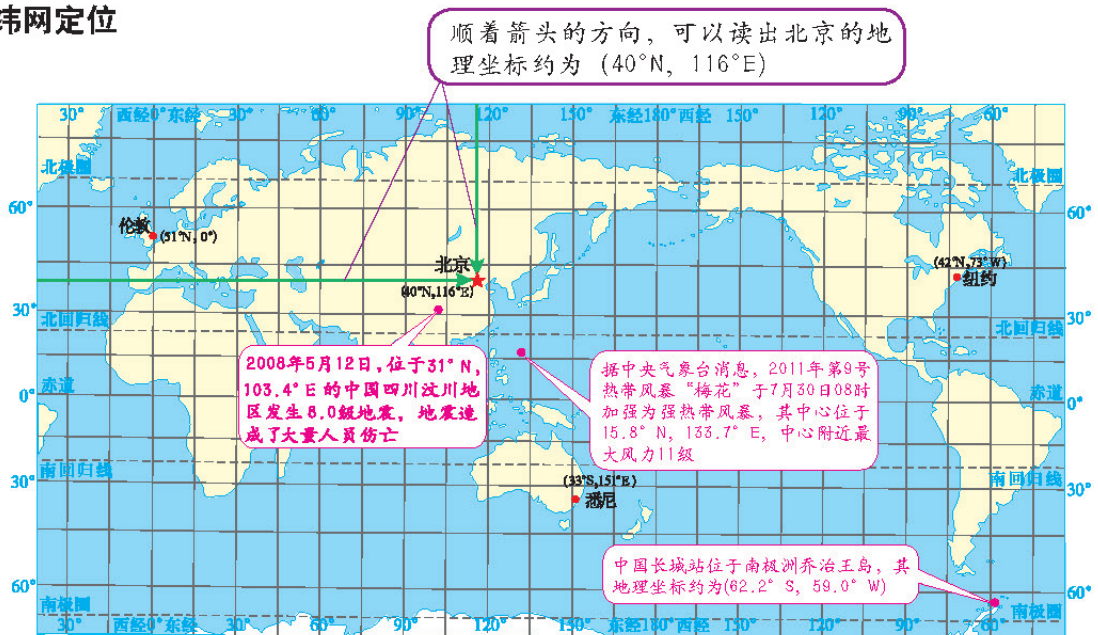 纬网定位
顺着箭头的方向，可以读出北京的地
理坐标约为 (40°N, 116°E)
30° 西经0°东经 30° 60° 90° 120° 150° 东经180°西经 150° 120° 90° 60°
北极圈
北极圈
60°
60°
伦敦
(51°N, 0°)
北京
(40°N,116°E)
(42°N,73°W)
纽约
30°
30°
北回归线
北回归线
2008年5月12日，位于31°N，
103.4°E的中国四川汶川地
区发生8.0级地震，地震造
成了大量人员伤亡
据中央气象台消息，2011年第9号
热带风暴“梅花”于7月30日08时
加强为强热带风暴，其中心位于
15.8°N, 133.7°E, 中心附近最
大风力11级
赤道
赤道
0°
0°
南回归线
南回归线
30°
30°
(33°S,151°E)
悉尼
中国长城站位于南极洲乔治王岛，其
地理坐标约为(62.2°S, 59.0°W)
60°
60°
南极圈
南极圈
30° 西经0°东经 30° 60° 90° 120° 150° 东经180°西经 150° 120° 90° 60°